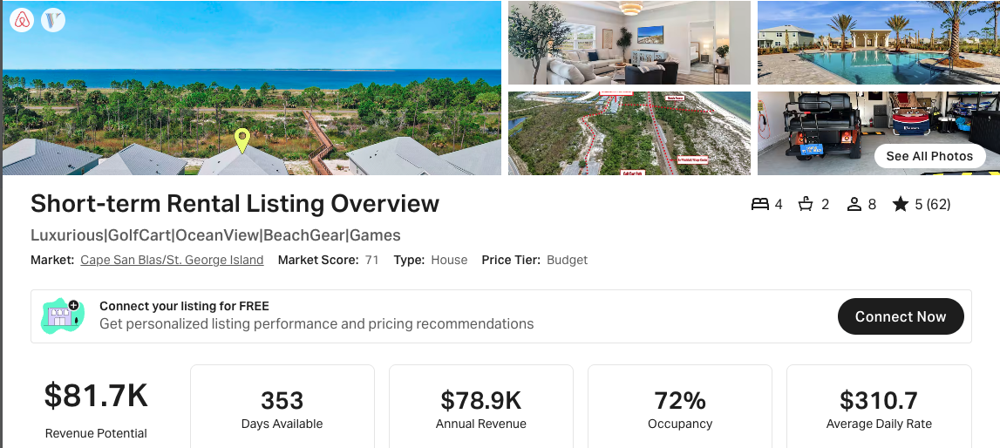 See All Photos
Short-term Rental Listing Overview
4 2 8 5 (62)
Luxurious|GolfCart|OceanView|BeachGear|Games
Market: Cape San Blas/St. George Island Market Score: 71 Type: House Price Tier: Budget
Connect your listing for FREE
Get personalized listing performance and pricing recommendations
Connect Now
$81.7K
Revenue Potential
353
Days Available
$78.9K
Annual Revenue
72%
Occupancy
$310.7
Average Daily Rate